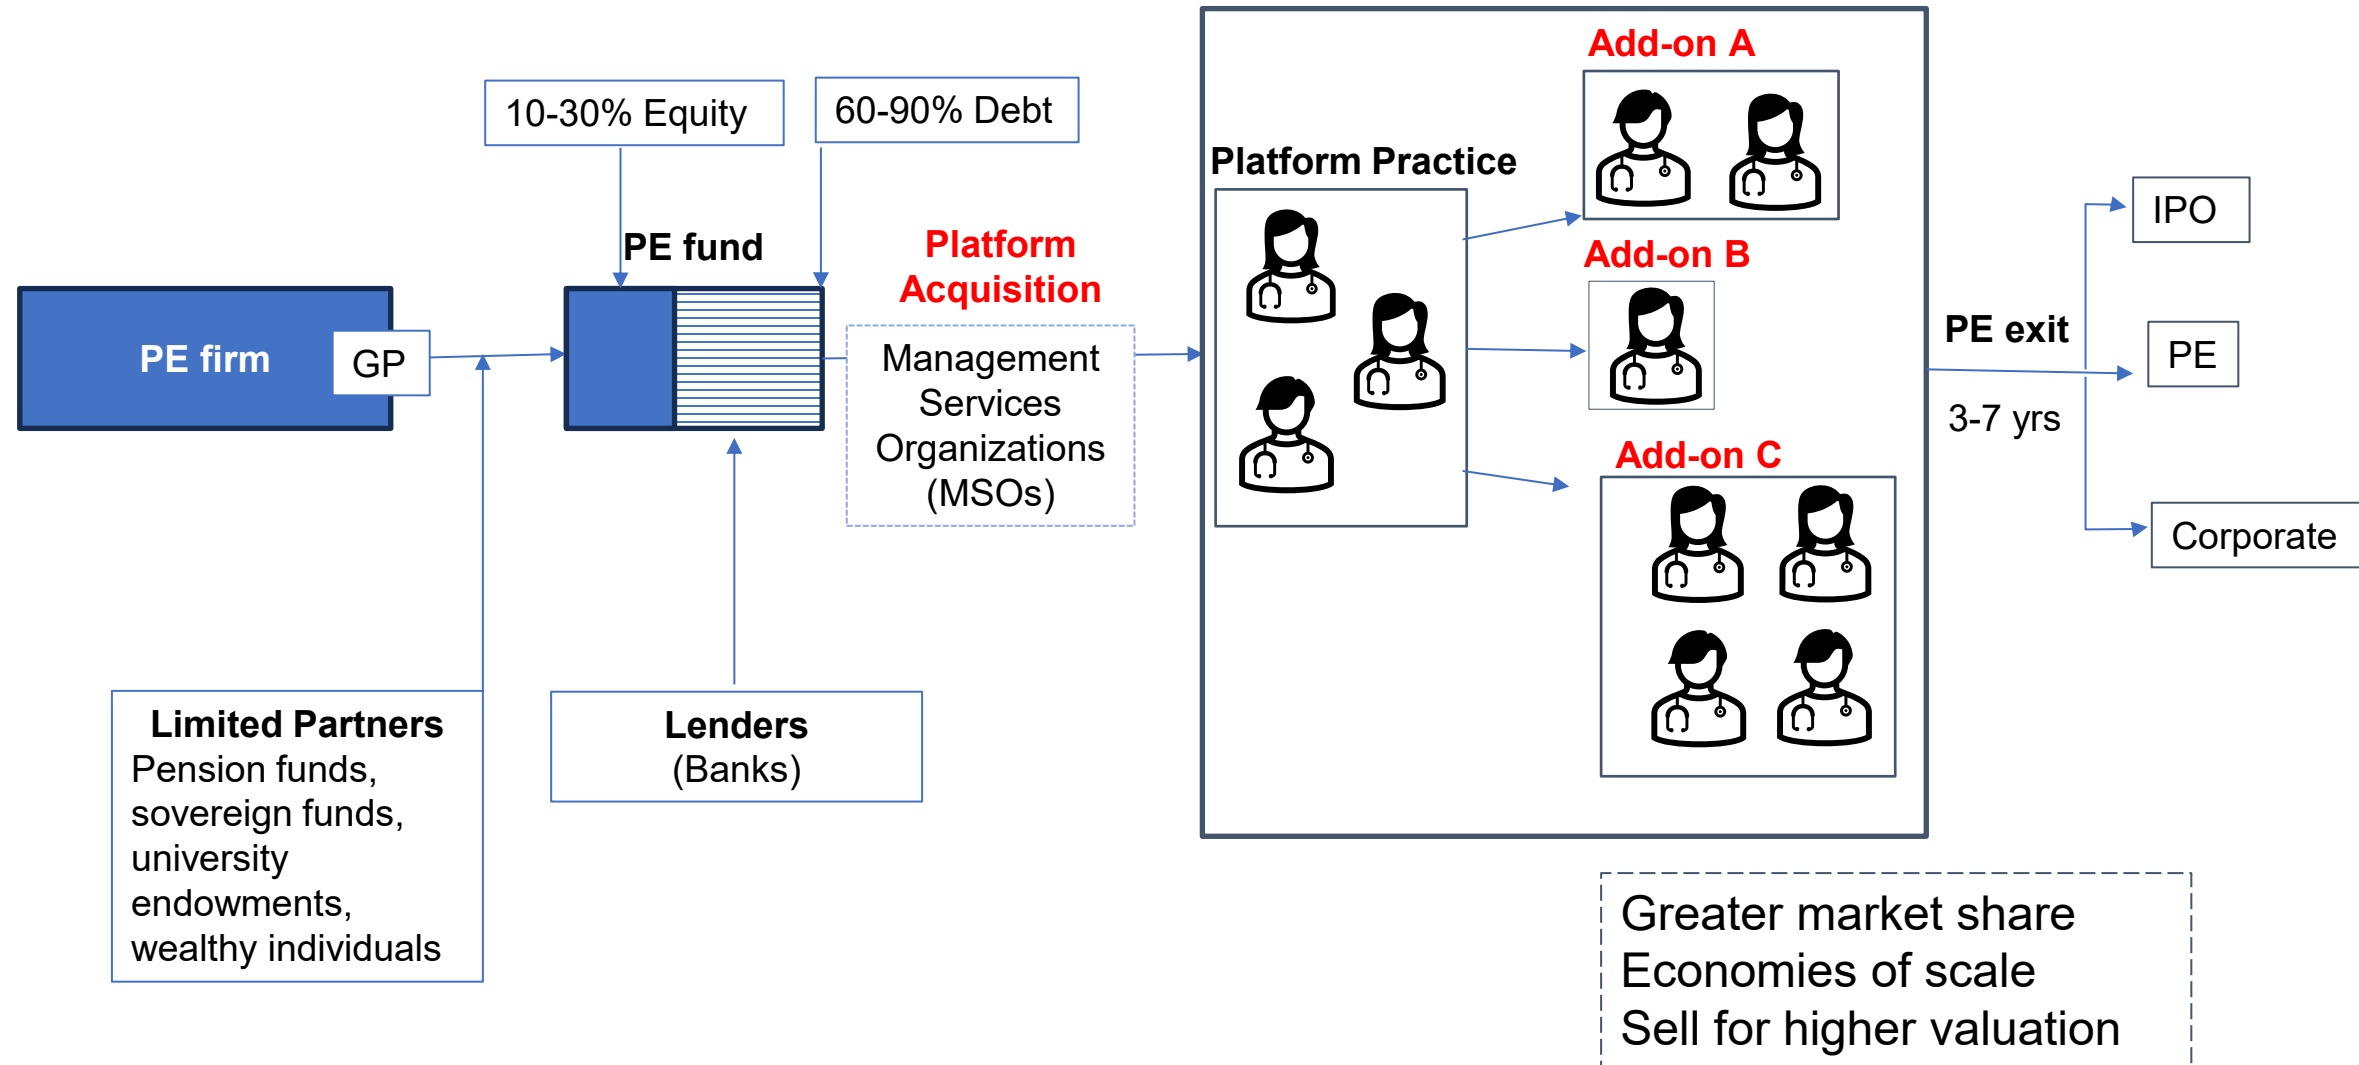 PE firm
GP
Limited Partners
Pension funds,
sovereign funds,
university
endowments,
wealthy individuals
10-30% Equity
60-90% Debt
PE fund
Lenders
(Banks)
Platform
Acquisition
Management
Services
Organizations
(MSOs)
Platform Practice
Add-on A
Add-on B
Add-on C
PE exit
3-7 yrs
IPO
PE
Corporate
Greater market share
Economies of scale
Sell for higher valuation